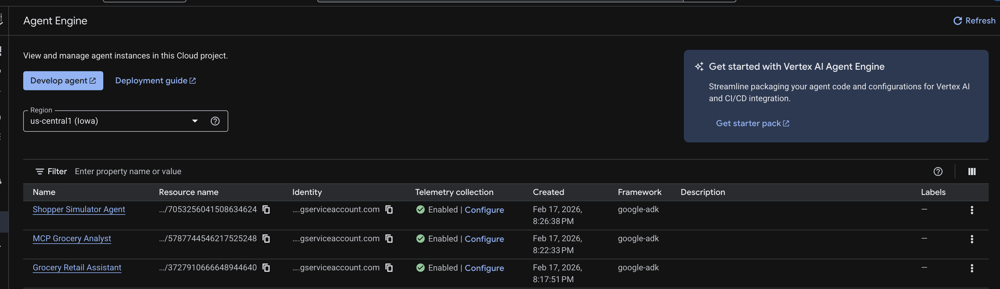 Agent Engine
Refresh
View and manage agent instances in this Cloud project.
Develop agent
Deployment guide
Region
us-central1 (Iowa)
Get started with Vertex AI Agent Engine
Streamline packaging your agent code and configurations for Vertex AI
and CI/CD integration.
Get starter pack
Filter Enter property name or value
Name Resource name Identity Telemetry collection Created Framework Description Labels
Shopper Simulator Agent .../7053256041508634624 ....gserviceaccount.com Enabled | Configure Feb 17, 2026, google-adk —
8:26:38 PM
MCP Grocery Analyst .../5787744546217525248 ....gserviceaccount.com Enabled | Configure Feb 17, 2026, google-adk —
8:22:33 PM
Grocery Retail Assistant .../3727910666648944640 ....gserviceaccount.com Enabled | Configure Feb 17, 2026, google-adk —
8:17:51 PM